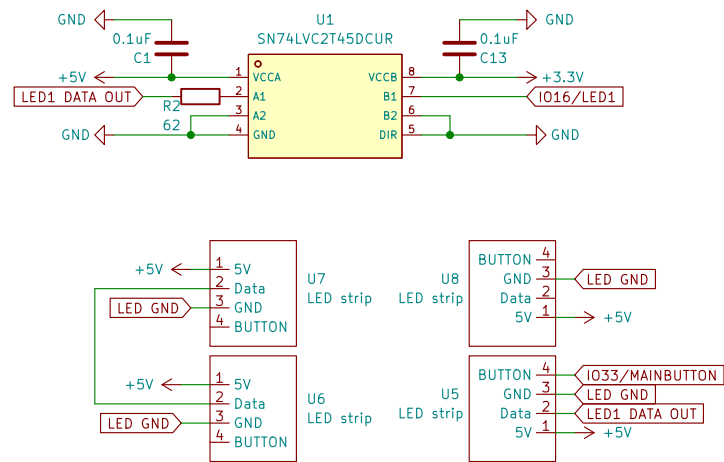 GND
U1
GND
0.1uF
SN74LVC2T45DCUR
0.1uF
C1
C13
+5V
1
VCCA
VCCB
8
+3.3V
LED1 DATA OUT
2
A1
B1
7
IO16/LED1
R2
3
A2
B2
6
62
GND
4
GND
DIR
5
GND
+5V
1
5V
U7
2
Data
LED strip
LED GND
3
GND
4
BUTTON
BUTTON
4
U8
GND
3
LED GND
LED strip
Data
2
5V
1
+5V
+5V
1
5V
U6
2
Data
LED strip
LED GND
3
GND
4
BUTTON
BUTTON
4
IO33/MAINBUTTON
U5
GND
3
LED GND
LED strip
Data
2
LED1 DATA OUT
5V
1
+5V